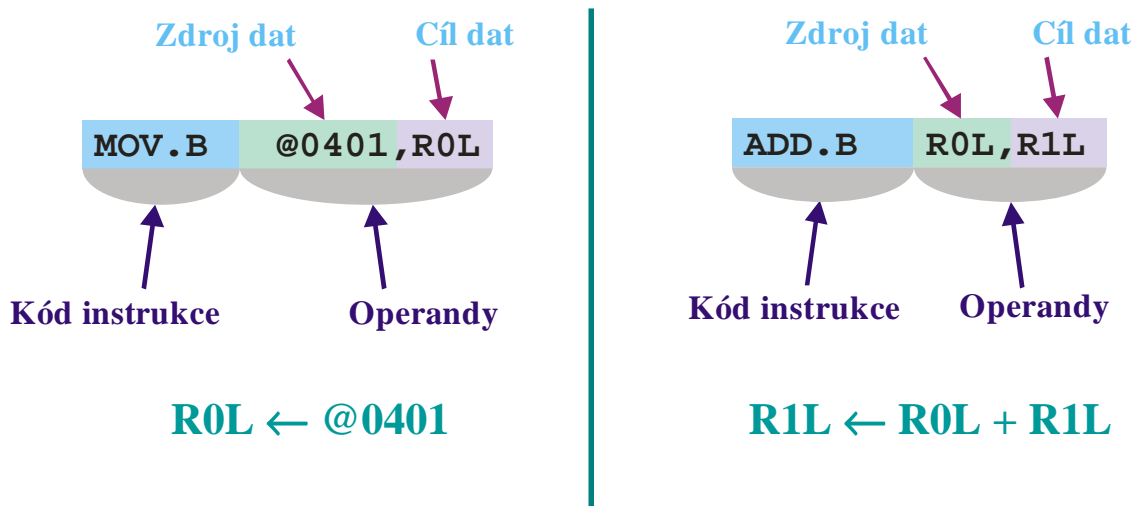 Zdroj dat
Cíl dat
MOV.B @0401,R0L
Kód instrukce
Operandy
R0L ← @0401
Zdroj dat
Cíl dat
ADD.B R0L,R1L
Kód instrukce
Operandy
R1L ← R0L + R1L